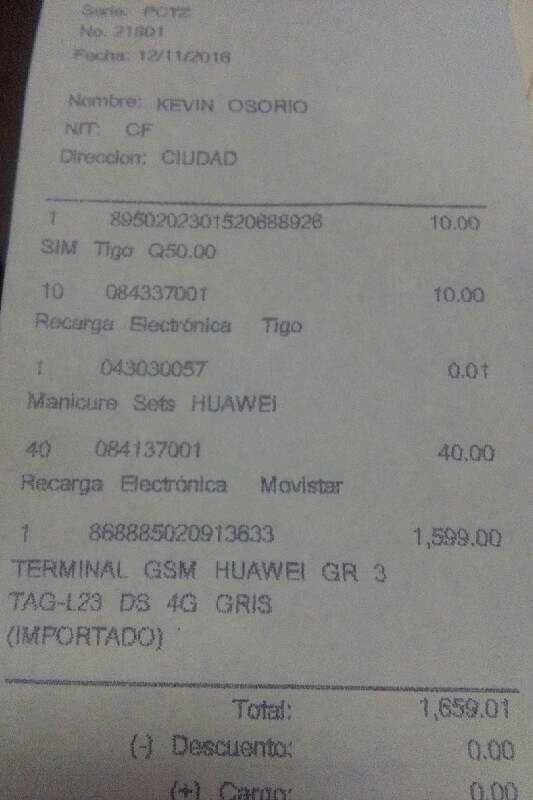 Serie: PCTZ
No. 21801
Fecha: 12/11/2016
Nombre: KEVIN OSORIO
NIT: CF
Direccion: CIUDAD
1 8950202301520688926 10.00
SIM Tigo Q50.00
10 084337001 10.00
Recarga Electrónica Tigo
1 043030057 0.01
Manicure Sets HUAWEI
40 084137001 40.00
Recarga Electrónica Movistar
1 868885020913633 1,599.00
TERMINAL GSM HUAWEI GR 3
TAG-L23 DS 4G GRIS
(IMPORTADO)
Total: 1,659.01
(-) Descuento: 0.00
(+) Cargo: 0.00